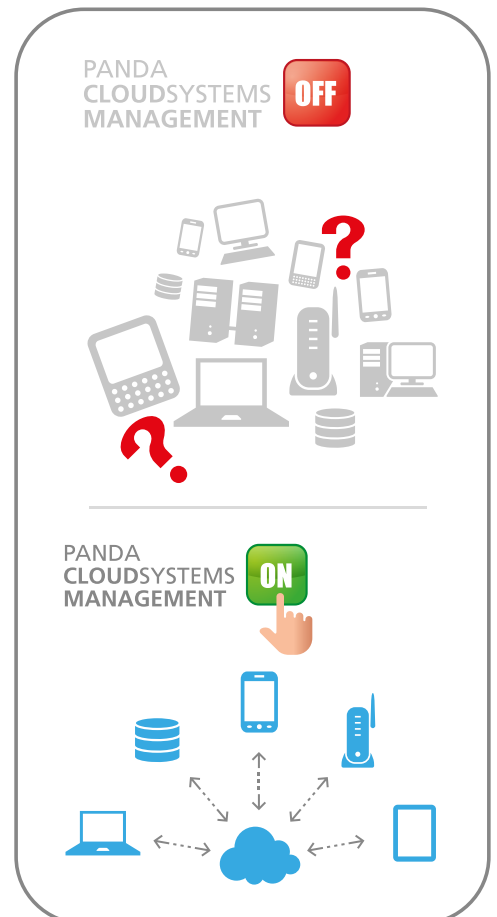 PANDA
CLOUDSYSTEMS
MANAGEMENT
OFF
?
?
PANDA
CLOUDSYSTEMS
MANAGEMENT
ON